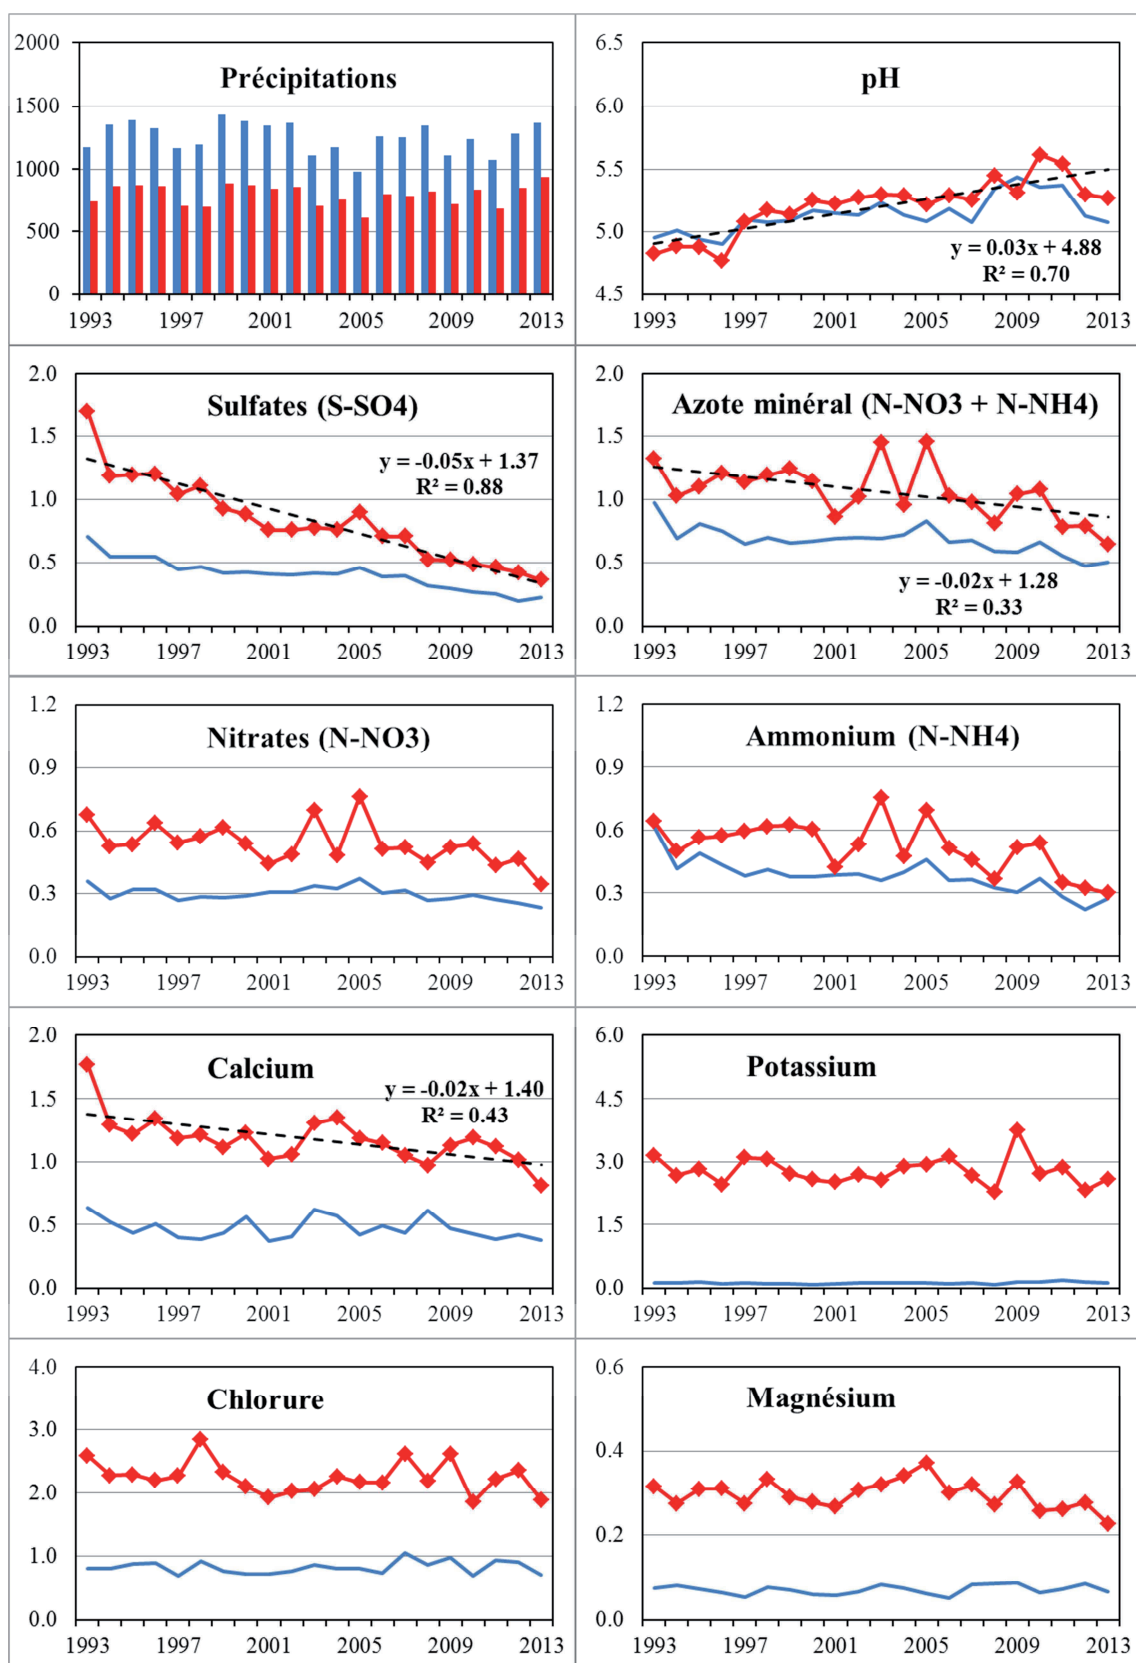 Précipitations
2000
1500
1000
500
0
1993 1997 2001 2005 2009 2013
pH
6.5
6.0
5.5
5.0
4.5
y = 0.03x + 4.88
R² = 0.70
1993 1997 2001 2005 2009 2013
Sulfates (S-SO4)
2.0
1.5
1.0
0.5
0.0
y = -0.05x + 1.37
R² = 0.88
1993 1997 2001 2005 2009 2013
Azote minéral (N-NO3 + N-NH4)
2.0
1.5
1.0
0.5
0.0
y = -0.02x + 1.28
R² = 0.33
1993 1997 2001 2005 2009 2013
Nitrates (N-NO3)
1.2
0.9
0.6
0.3
0.0
1993 1997 2001 2005 2009 2013
Ammonium (N-NH4)
1.2
0.9
0.6
0.3
0.0
1993 1997 2001 2005 2009 2013
Calcium
2.0
1.5
1.0
0.5
0.0
y = -0.02x + 1.40
R² = 0.43
1993 1997 2001 2005 2009 2013
Potassium
6.0
4.5
3.0
1.5
0.0
1993 1997 2001 2005 2009 2013
Chlorure
4.0
3.0
2.0
1.0
0.0
1993 1997 2001 2005 2009 2013
Magnésium
0.6
0.4
0.2
0.0
1993 1997 2001 2005 2009 2013